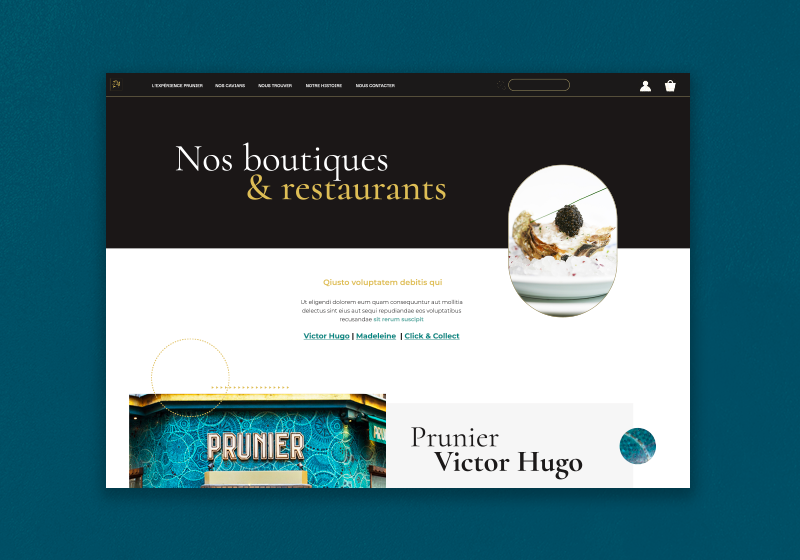 L'EXPÉRIENCE PRUNIER NOS CAVIARS NOUS TROUVER NOTRE HISTOIRE NOUS CONTACTER
Nos boutiques
& restaurants
Qiusto voluptatem debitis qui
Ut eligendi dolorem eum quam consequuntur aut mollitia
delectus sint eius aut sequi repudiandae eos voluptatibus
recusandae sit rerum suscipit.
Victor Hugo | Madeleine | Click & Collect
PRUNIER
Prunier
Victor Hugo